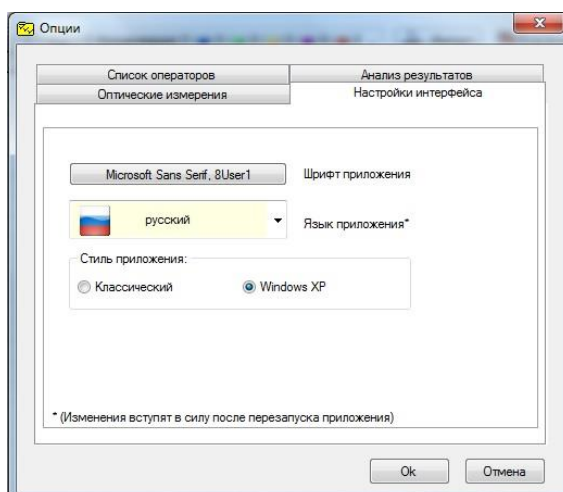 Опции
Список операторов
Анализ результатов
Оптические измерения
Настройки интерфейса
Microsoft Sans Serif, 8User1
Шрифт приложения
русский
Язык приложения*
Стиль приложения:
Классический
Windows XP
* (Изменения вступят в силу после перезапуска приложения)
Ok
Отмена